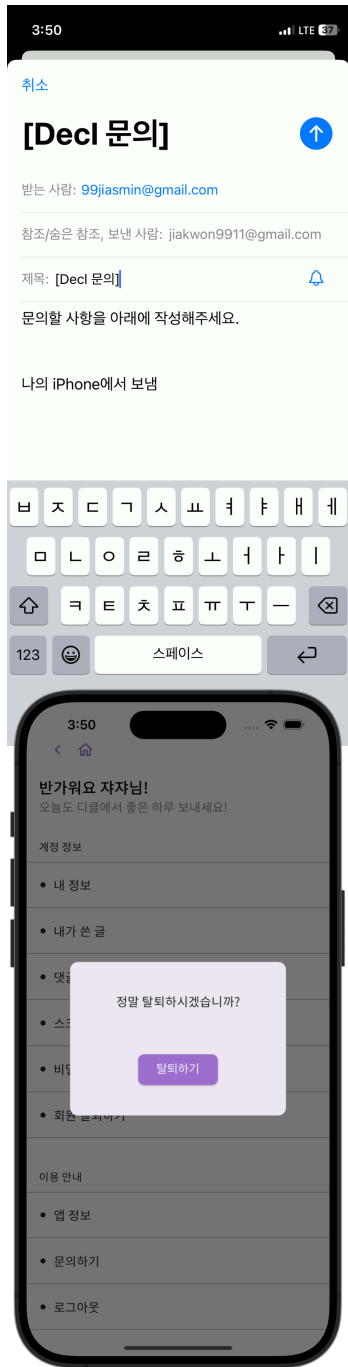 3:50
LTE 37
취소
[Decl 문의]
받는 사람: 99jiasmin@gmail.com
참조/숨은 참조, 보낸 사람: jiakwon9911@gmail.com
제목: [Decl 문의]
문의할 사항을 아래에 작성해주세요.
나의 iPhone에서 보냄
ㅂ ㅈ ㄷ ㄱ ㅅ ㅛ ㅕ ㅑ ㅐ ㅔ
ㅁ ㄴ ㅇ ㄹ ㅎ ㅗ ㅓ ㅏ ㅣ
ㅋ ㅌ ㅊ ㅍ ㅠ ㅜ ㅡ
123 스페이스
3:50
반가워요 쟈쟈님!
오늘도 디클에서 좋은 하루 보내세요!
계정 정보
내 정보
내가 쓴 글
정말 탈퇴하시겠습니까?
탈퇴하기
회원 탈퇴하기
이용 안내
앱 정보
문의하기
로그아웃